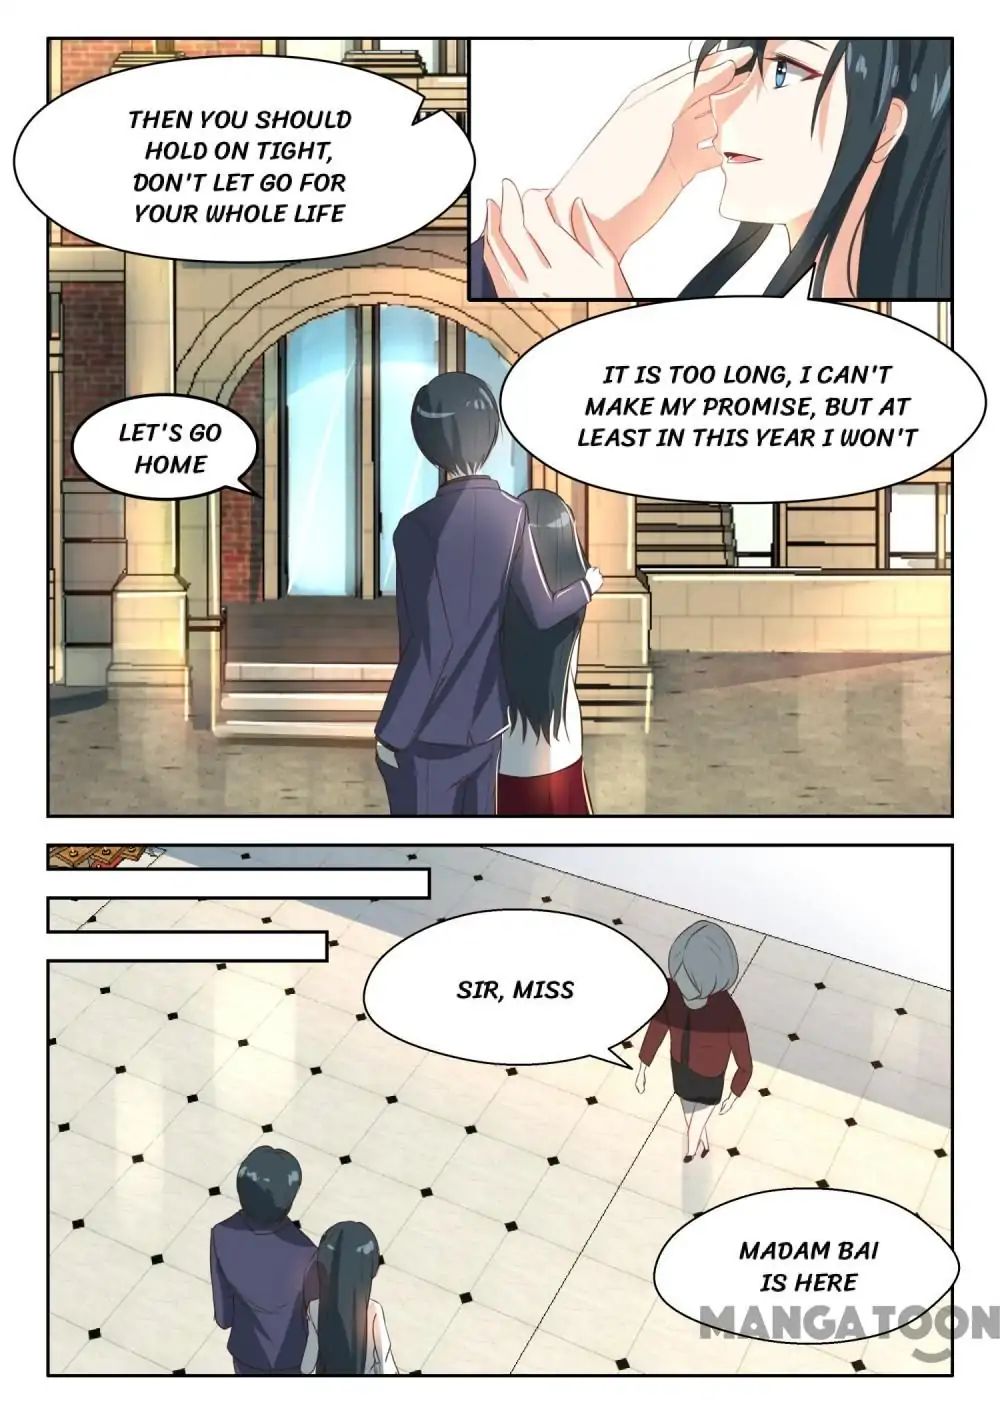 THEN YOU SHOULD
HOLD ON TIGHT,
DON'T LET GO FOR
YOUR WHOLE LIFE
IT IS TOO LONG, I CAN'T
MAKE MY PROMISE, BUT AT
LEAST IN THIS YEAR I WON'T
LET'S GO
HOME
SIR, MISS
MADAM BAI
IS HERE
MANGATOON